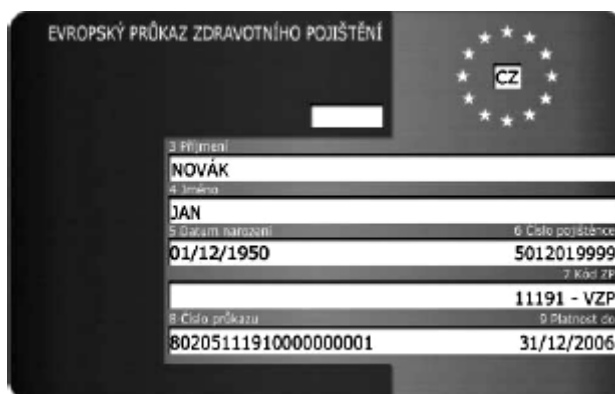 EVROPSKÝ PRŮKAZ ZDRAVOTNÍHO POJIŠTĚNÍ
CZ
3 Příjmení
NOVÁK
4 Jméno
JAN
5 Datum narození 6 Číslo pojištěnce
01/12/1950 5012019999
7 Kód ZP
11191 - VZP
8 Číslo průkazu 9 Platnost do
80205111910000000001 31/12/2006